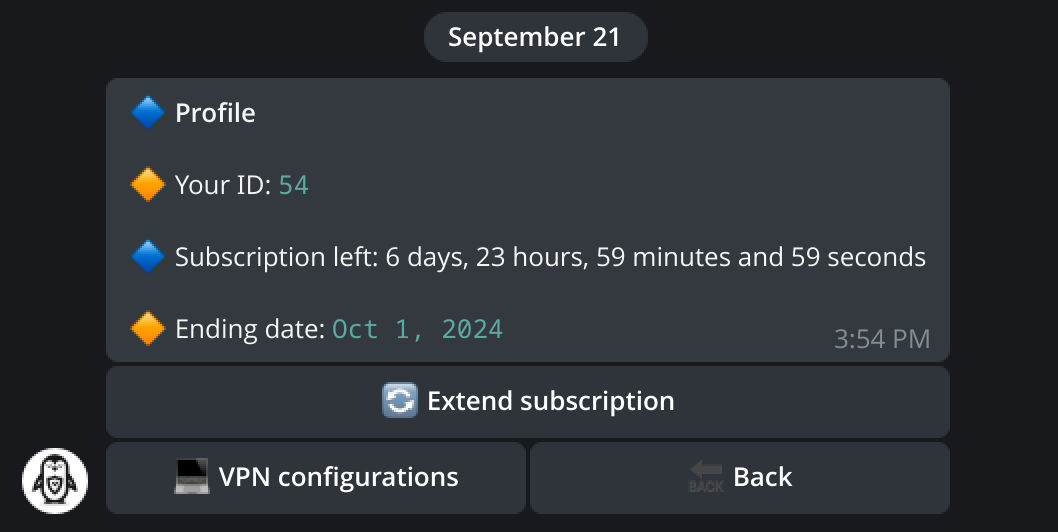 September 21
Profile
Your ID: 54
Subscription left: 6 days, 23 hours, 59 minutes and 59 seconds
Ending date: Oct 1, 2024
3:54 PM
Extend subscription
VPN configurations
BACK Back